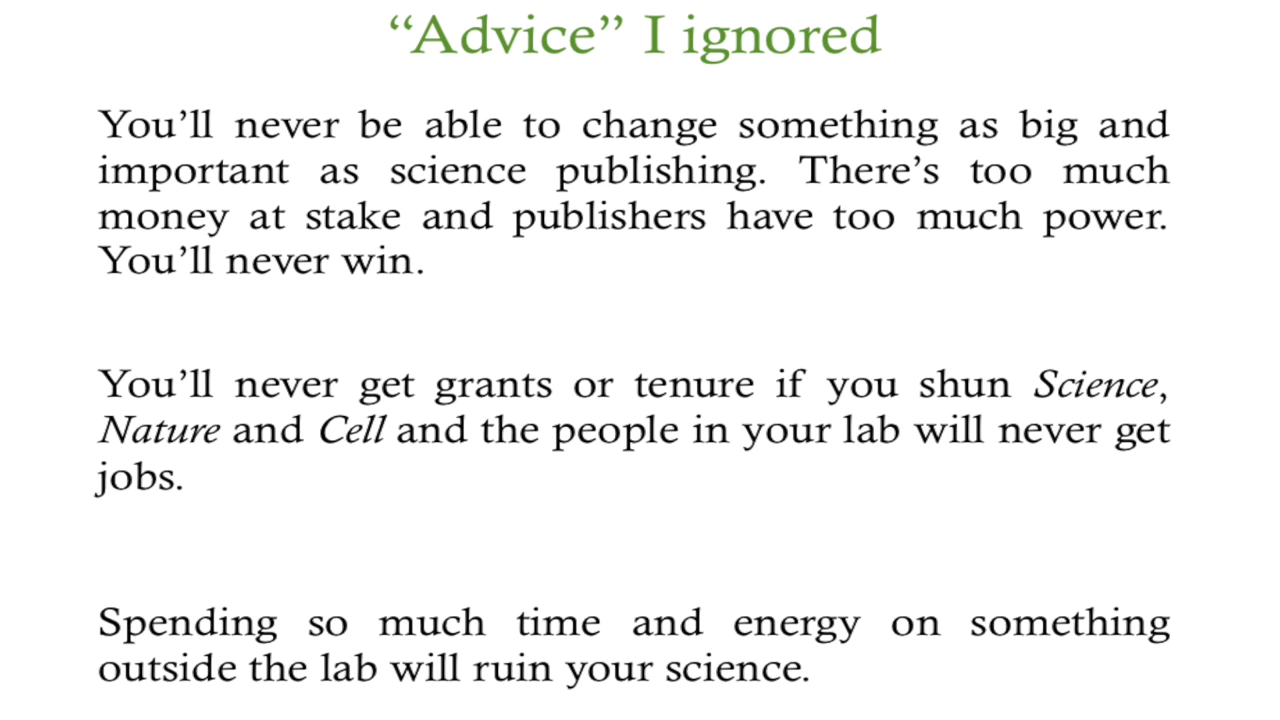 “Advice” I ignored
You’ll never be able to change something as big and
important as science publishing. There’s too much
money at stake and publishers have too much power.
You’ll never win.
You’ll never get grants or tenure if you shun Science,
Nature and Cell and the people in your lab will never get
jobs.
Spending so much time and energy on something
outside the lab will ruin your science.